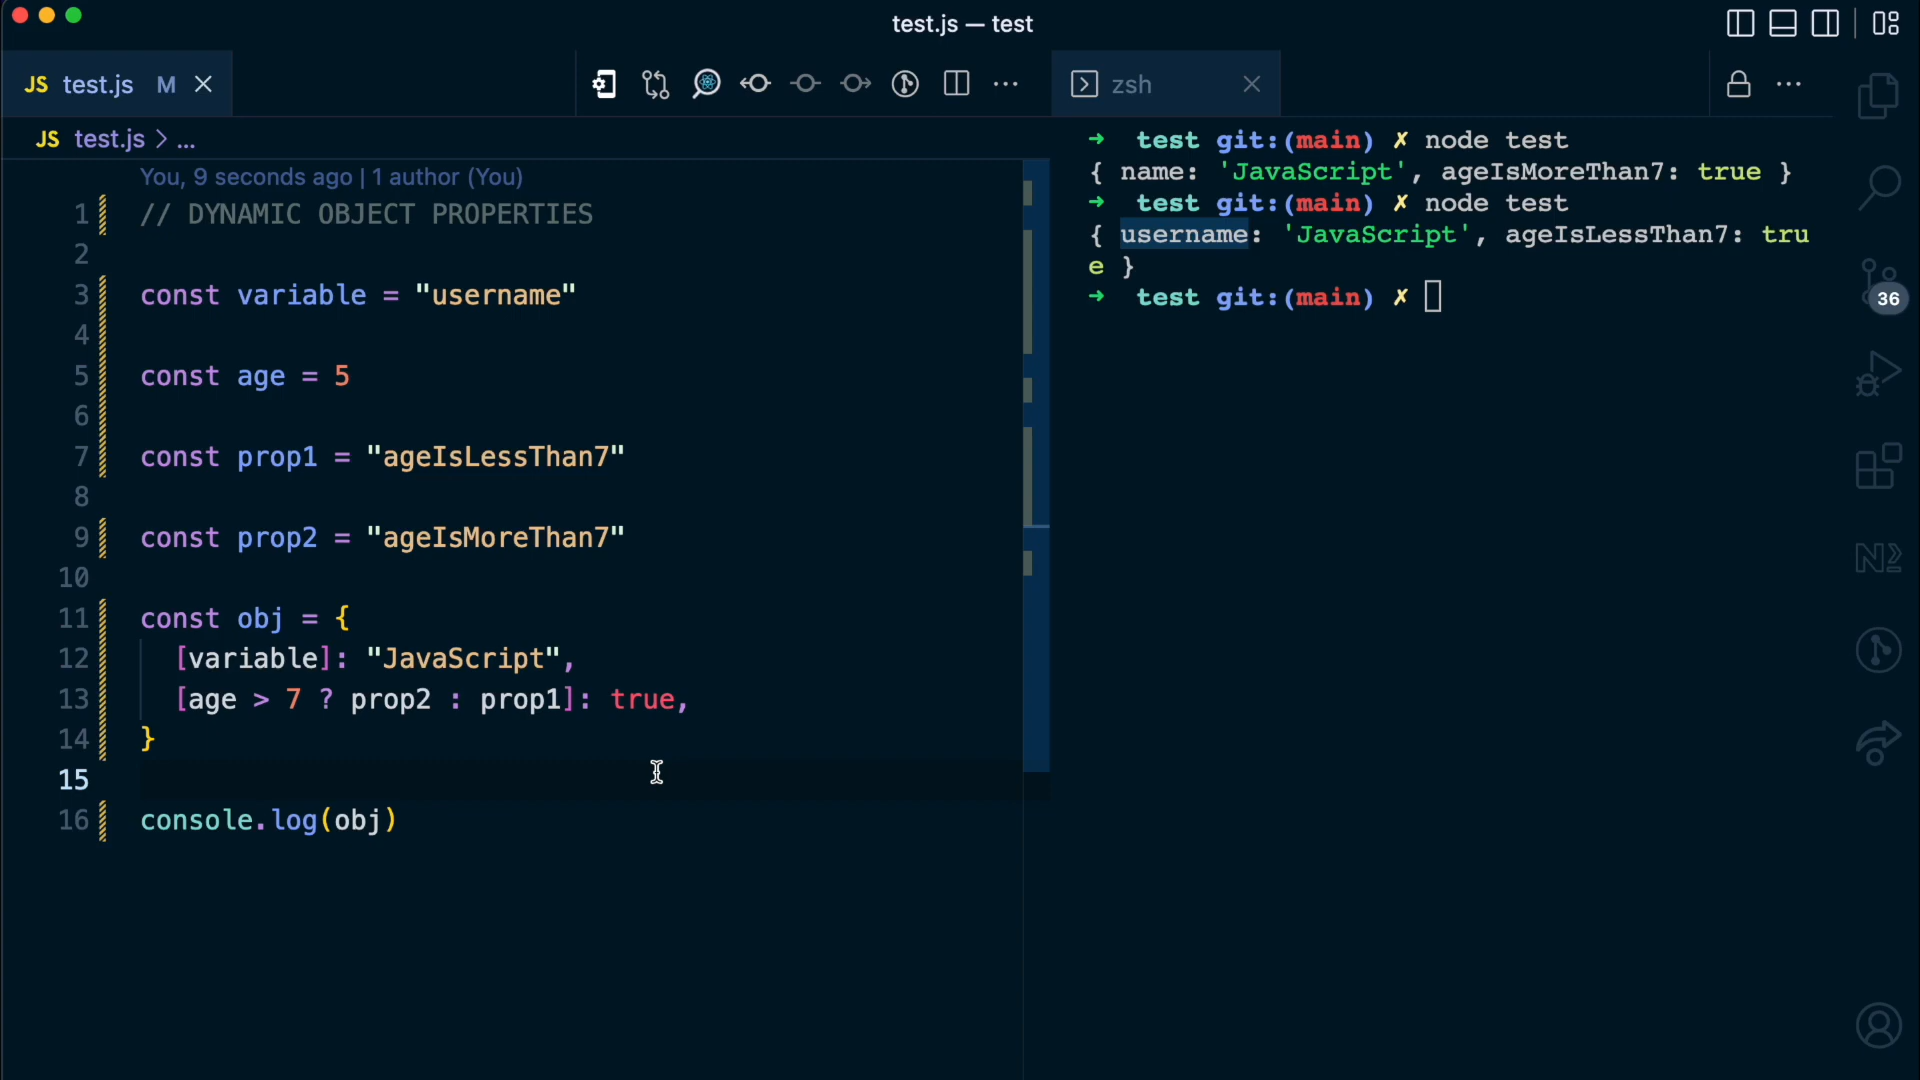 test.js — test
JS test.js M
zsh
JS test.js > ...
You, 9 seconds ago | 1 author (You)
1 // DYNAMIC OBJECT PROPERTIES
2
3 const variable = "username"
4
5 const age = 5
6
7 const prop1 = "ageIsLessThan7"
8
9 const prop2 = "ageIsMoreThan7"
10
11 const obj = {
12 [variable]: "JavaScript",
13 [age > 7 ? prop2 : prop1]: true,
14 }
15
16 console.log(obj)
➜ test git:(main) ✗ node test
{ name: 'JavaScript', ageIsMoreThan7: true }
➜ test git:(main) ✗ node test
{ username: 'JavaScript', ageIsLessThan7: tru
e }
➜ test git:(main) ✗
36